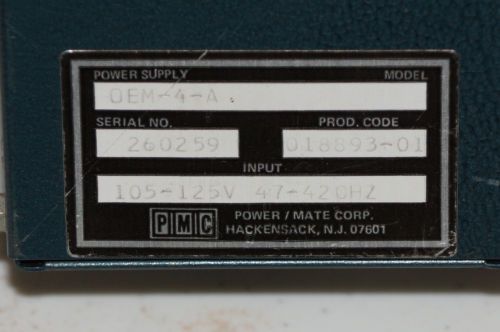 POWER SUPPLY MODEL
OEM-4-A
SERIAL NO. PROD. CODE
260259 018893-01
INPUT
105-125V 47-420HZ
PMC POWER / MATE CORP.
HACKENSACK, N.J. 07601